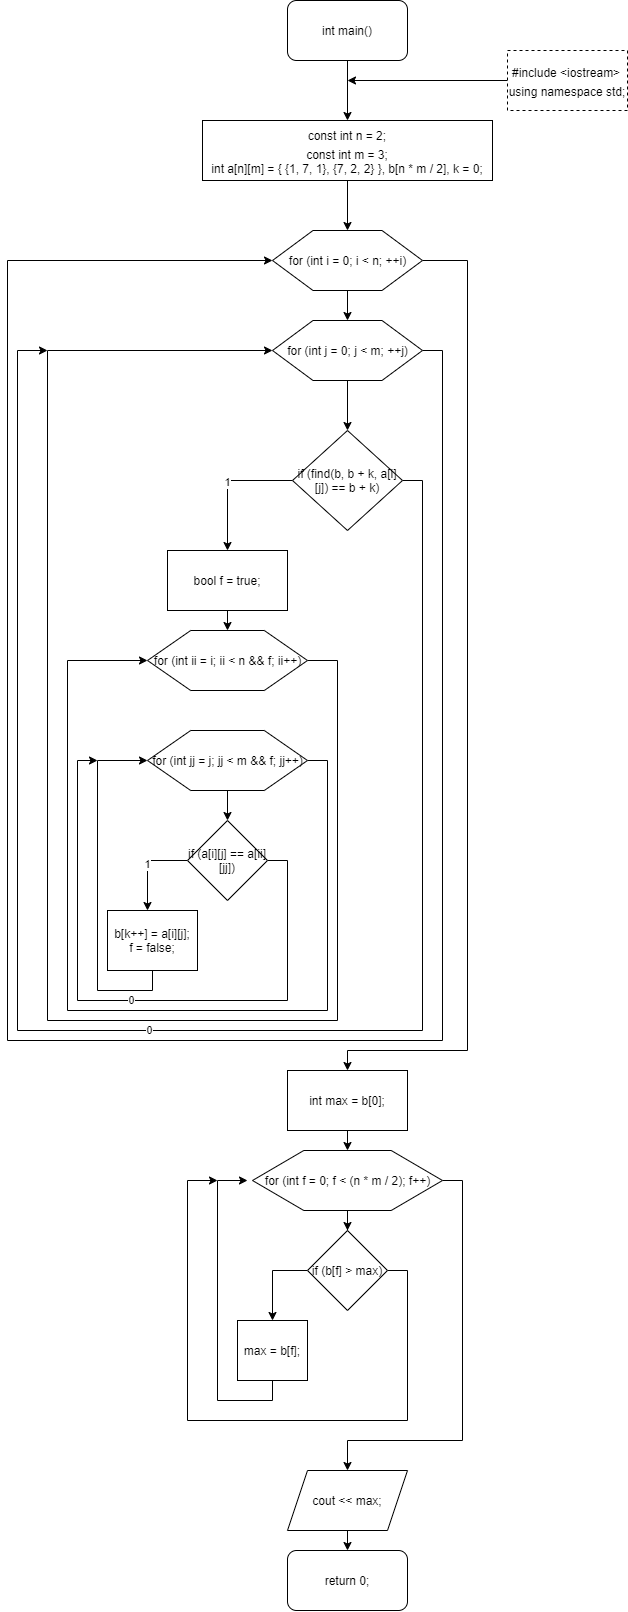 int main()
#include <iostream>
using namespace std;
const int n = 2;
const int m = 3;
int a[n][m] = { {1, 7, 1}, {7, 2, 2} }, b[n * m / 2], k = 0;
for (int i = 0; i < n; ++i)
for (int j = 0; j < m; ++j)
if (find(b, b + k, a[i]
[j]) == b + k)
1
bool f = true;
for (int ii = i; ii < n && f; ii++)
for (int jj = j; jj < m && f; jj++)
if (a[i][j] == a[ii]
[jj])
1
b[k++] = a[i][j];
f = false;
0
0
int max = b[0];
for (int f = 0; f < (n * m / 2); f++)
if (b[f] > max)
max = b[f];
cout << max;
return 0;